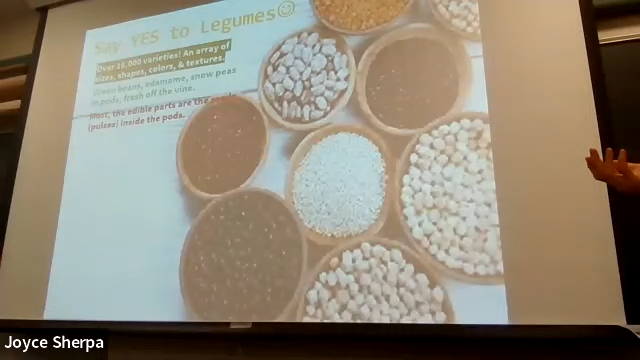 Say YES to Legumes☺
Over 16,000 varieties! An array of
sizes, shapes, colors, & textures.
Green beans, edamame, snow peas
in pods, fresh off the vine.
Most, the edible parts are the
(pulses) inside the pods.
Joyce Sherpa